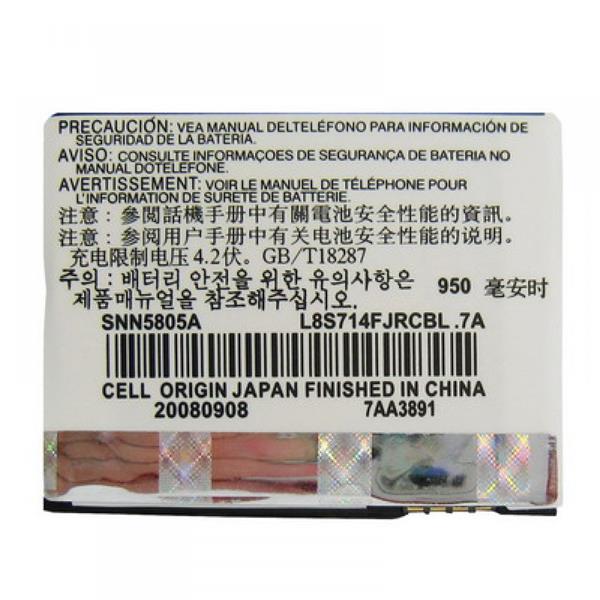 PRECAUCIÓN: VEA MANUAL DELTELÉFONO PARA INFORMACIÓN DE
SEGURIDAD DE LA BATERIA.
AVISO: CONSULTE INFORMAÇOES DE SEGURANÇA DE BATERIA NO
MANUAL DOTELÉFONE.
AVERTISSEMENT: VOIR LE MANUEL DE TÉLÉPHONE POUR
L'INFORMATION DE SURETE DE BATTERIE.
注意：參閱話機手册中有關電池安全性能的資訊。
注意：参阅用户手册中有关电池安全性能的说明。
充电限制电压4.2伏。GB/T18287
주의 : 배터리 안전을 위한 유의사항은
제품매뉴얼을 참조해주십시오.
950 毫安时
SNN5805A L8S714FJRCBL .7A
CELL ORIGIN JAPAN FINISHED IN CHINA
20080908 7AA3891